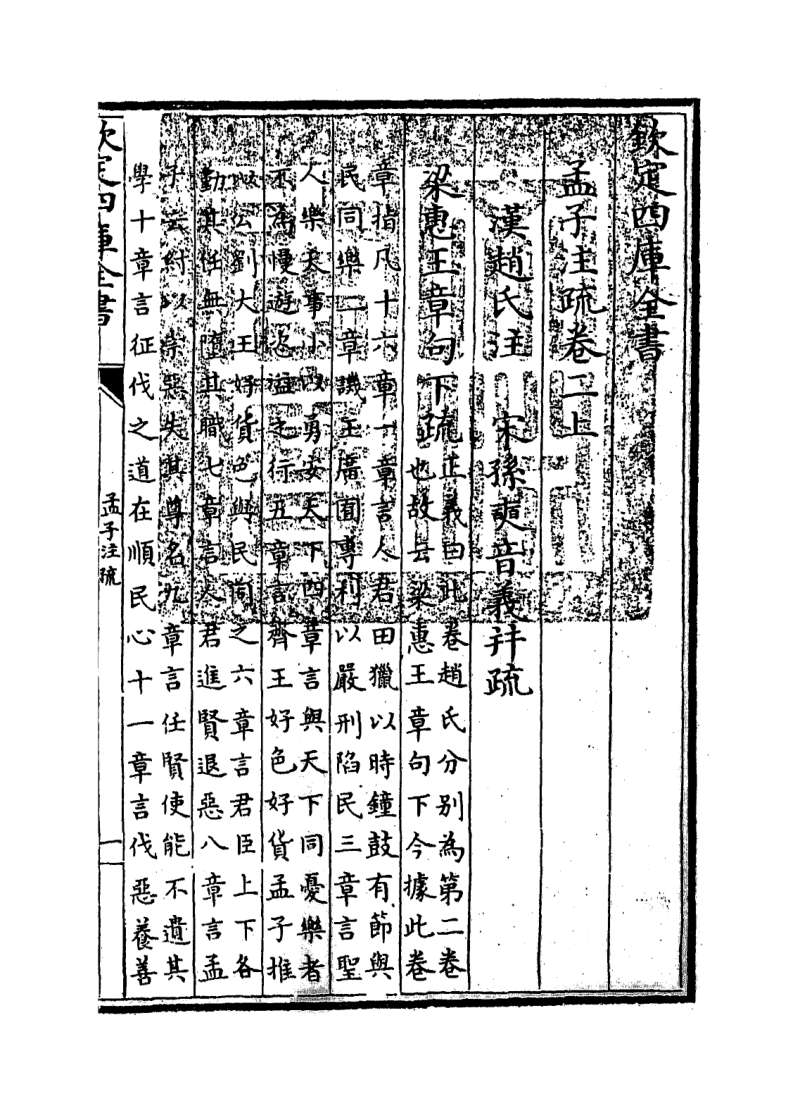 欽定四庫全書
孟子注疏卷二上
漢趙氏注 宋孫奭音義并疏
梁惠王章句下疏正義曰此卷趙氏分别為第二卷
也故云梁惠王章句下今據此卷
章指凡十六章一章言人君田獵以時鐘鼓有節與
民同樂二章譏王廣囿專利以嚴刑陷民三章言聖
人樂天事小以勇安天下四章言與天下同憂樂者
不為慢遊恣溢之行五章言齊王好色好貨孟子推
以公劉大王好貨色與民同之六章言君臣上下各
勤其任無墮其職七章言人君進賢退惡八章言孟
子云紂以崇惡失其尊名九章言任賢使能不遺其
學十章言征伐之道在順民心十一章言伐惡養善
欽定四庫全書
孟子注疏
一